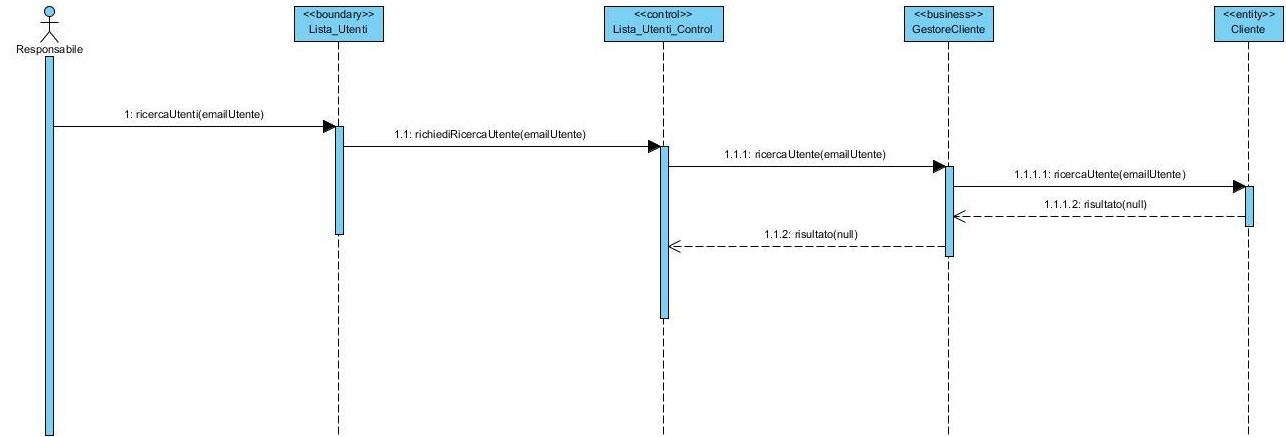 <<boundary>>
Lista_Utenti
<<control>>
Lista_Utenti_Control
<<business>>
GestoreCliente
<<entity>>
Cliente
Responsabile
1: ricercaUtenti(emailUtente)
1.1: richiediRicercaUtente(emailUtente)
1.1.1: ricercaUtente(emailUtente)
1.1.1.1: ricercaUtente(emailUtente)
1.1.1.2: risultato(null)
1.1.2: risultato(null)